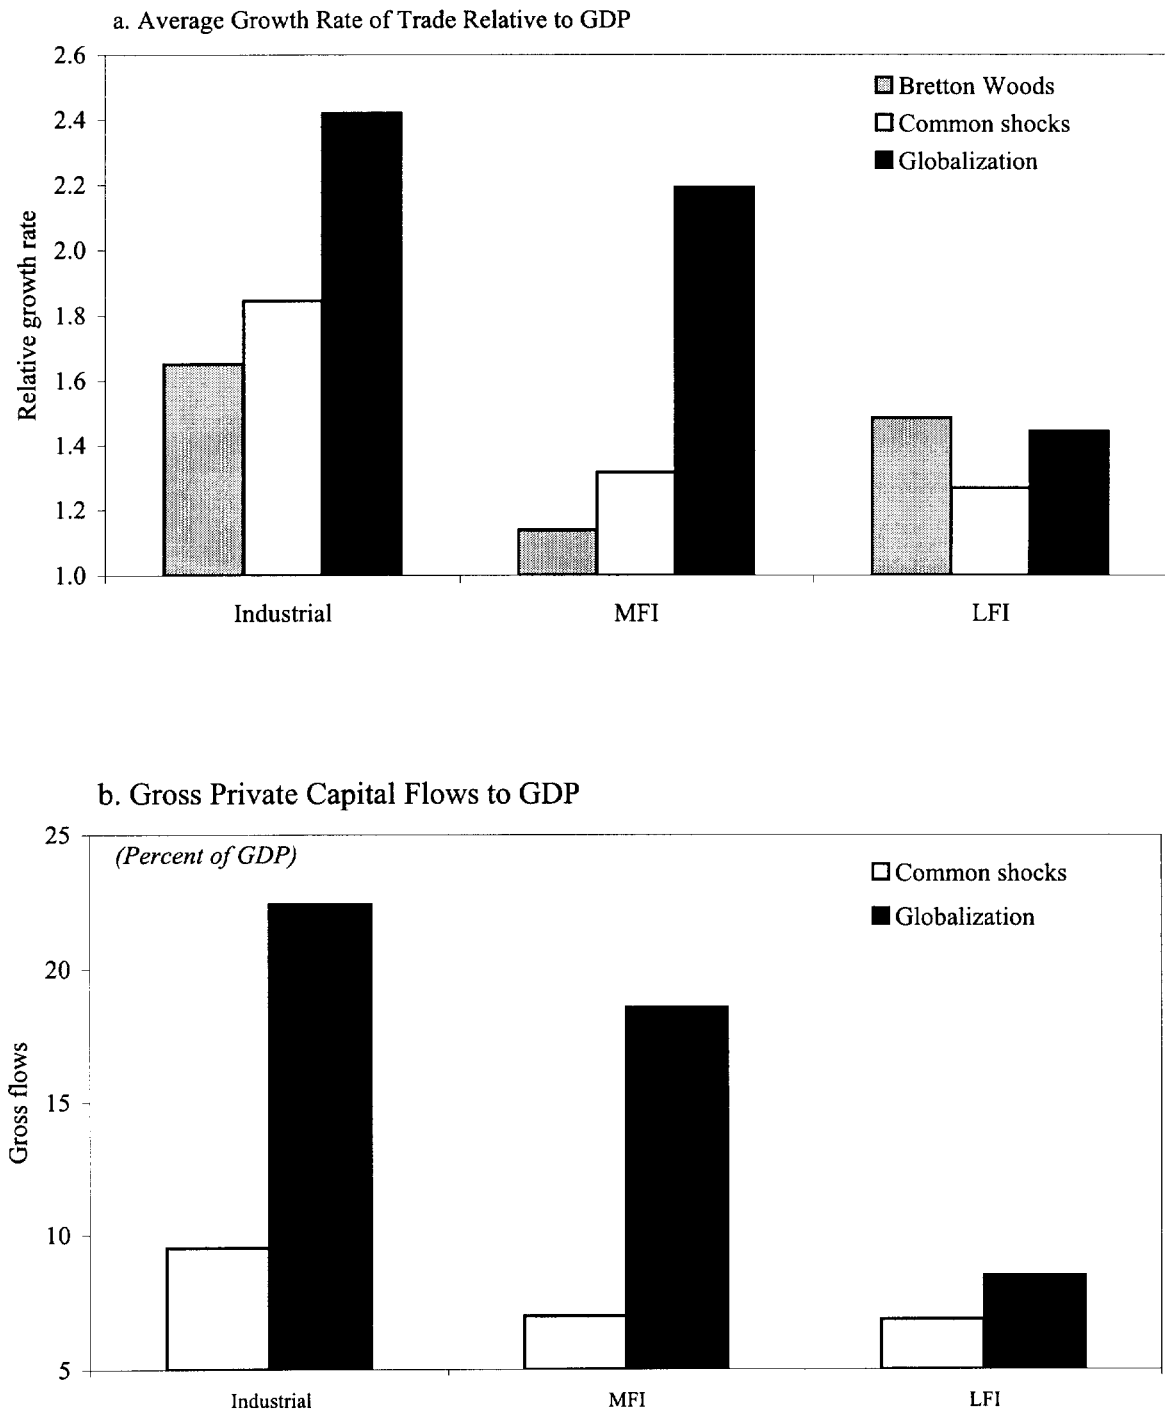 a. Average Growth Rate of Trade Relative to GDP
2.6
2.4
2.2
2.0
1.8
1.6
1.4
1.2
1.0
Relative growth rate
Bretton Woods
Common shocks
Globalization
Industrial
MFI
LFI
b. Gross Private Capital Flows to GDP
(Percent of GDP)
25
20
15
10
5
Gross flows
Common shocks
Globalization
Industrial
MFI
LFI